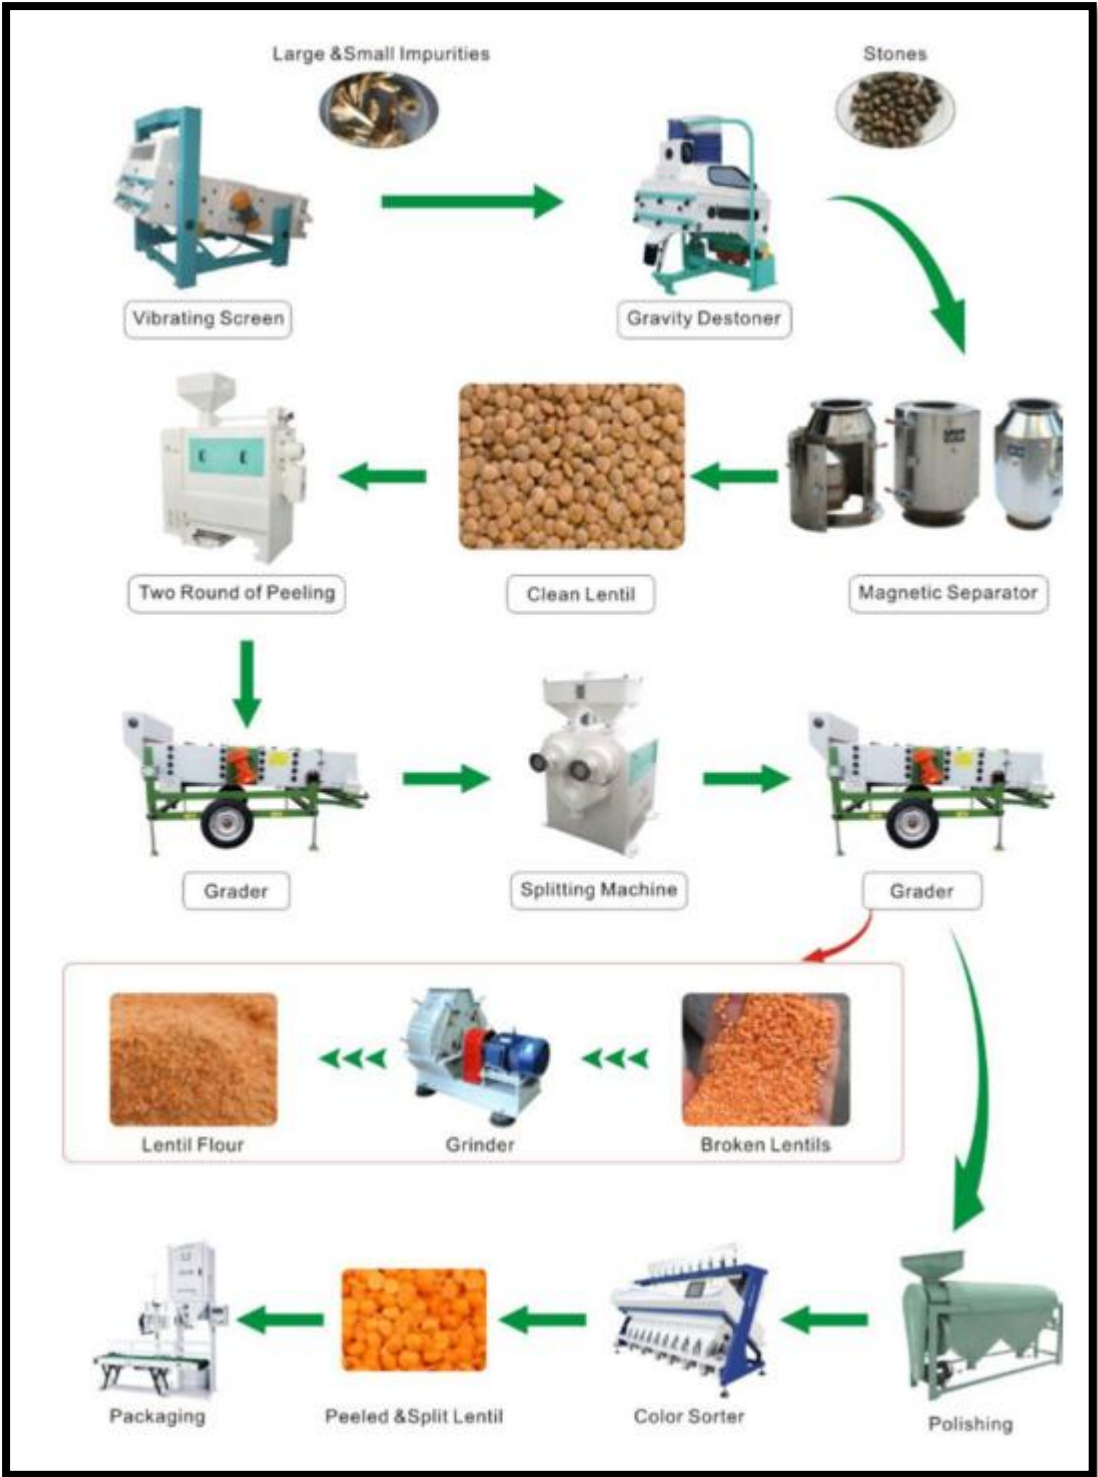 Large &Small Impurities
Stones
Vibrating Screen
Gravity Destoner
Two Round of Peeling
Clean Lentil
Magnetic Separator
Grader
Splitting Machine
Grader
Lentil Flour
Grinder
Broken Lentils
Packaging
Peeled &Split Lentil
Color Sorter
Polishing